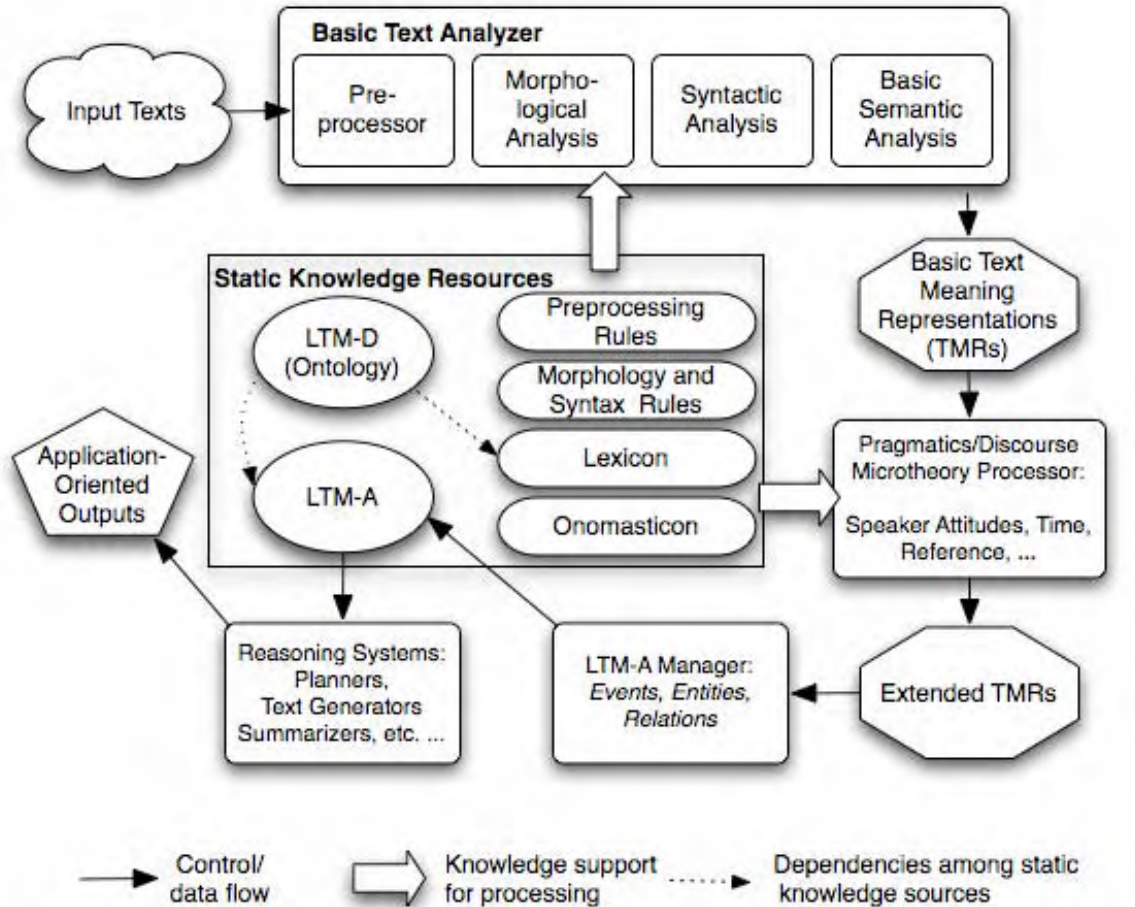 Basic Text Analyzer
Input Texts
Pre-
processor
Morpho-
logical
Analysis
Syntactic
Analysis
Basic
Semantic
Analysis
Static Knowledge Resources
LTM-D
(Ontology)
LTM-A
Preprocessing
Rules
Morphology and
Syntax Rules
Lexicon
Onomasticon
Basic Text
Meaning
Representations
(TMRs)
Pragmatics/Discourse
Microtheory Processor:
Speaker Attitudes, Time,
Reference, ...
Application-
Oriented
Outputs
Reasoning Systems:
Planners,
Text Generators
Summarizers, etc. ...
LTM-A Manager:
Events, Entities,
Relations
Extended TMRs
Control/
data flow
Knowledge support
for processing
Dependencies among static
knowledge sources